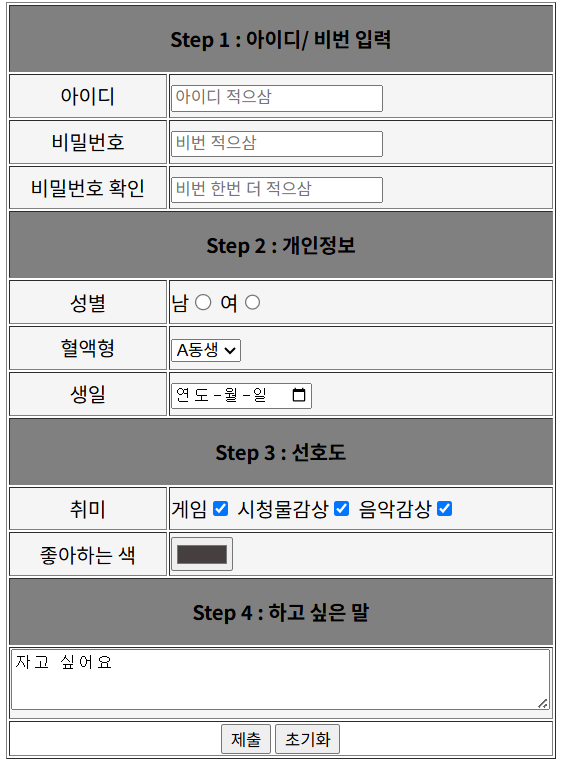 Step 1 : 아이디/ 비번 입력
아이디 아이디 적으삼
비밀번호 비번 적으삼
비밀번호 확인 비번 한번 더 적으삼
Step 2 : 개인정보
성별 남 여
혈액형 A동생
생일 연도-월-일
Step 3 : 선호도
취미 게임 시청물감상 음악감상
좋아하는 색
Step 4 : 하고 싶은 말
자고 싶어요
제출 초기화